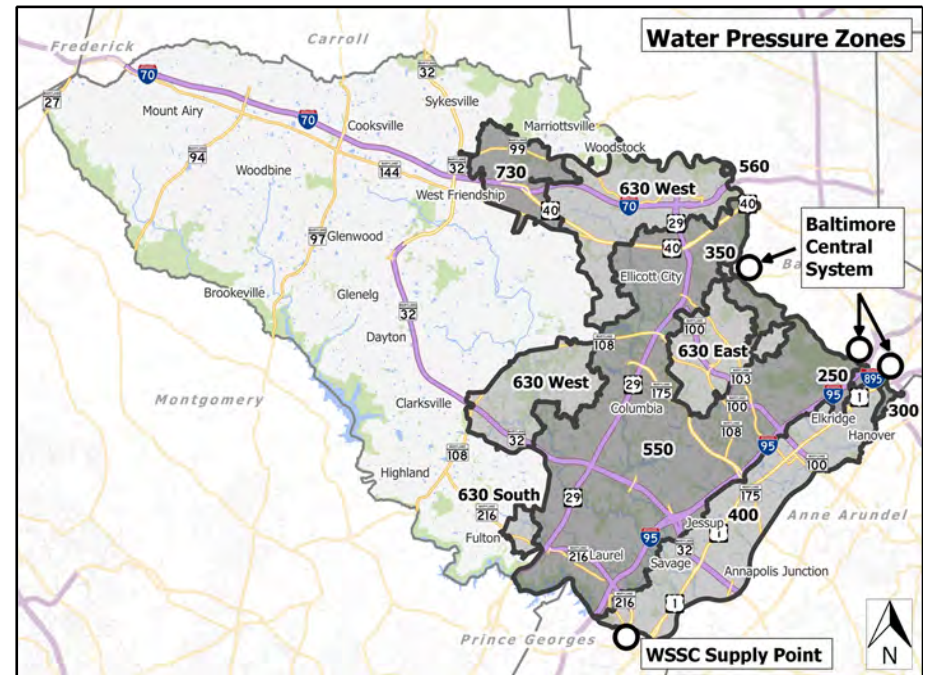 Water Pressure Zones
Frederick
Carroll
70
32
27
Mount Airy
Sykesville
70
Cooksville
Marriottsville
99
Woodstock
94
Woodbine
144
32
730
560
West Friendship
630 West
70
40
29
40
Baltimore
Central
System
97
Glenwood
40
350
Ba
Ellicott City
Brookeville
Glenelg
32
100
Dayton
108
630 East
630 West
29
175
103
250
895
95
1
300
Montgomery
Clarksville
Columbia
100
Elkridge
Hanover
32
108
108
550
95
100
Highland
630 South
29
175
216
400
Anne Arundel
Fulton
Jessup
1
95
216
Laurel
32
Savage
Annapolis Junction
216
1
Prince Georges
WSSC Supply Point
N